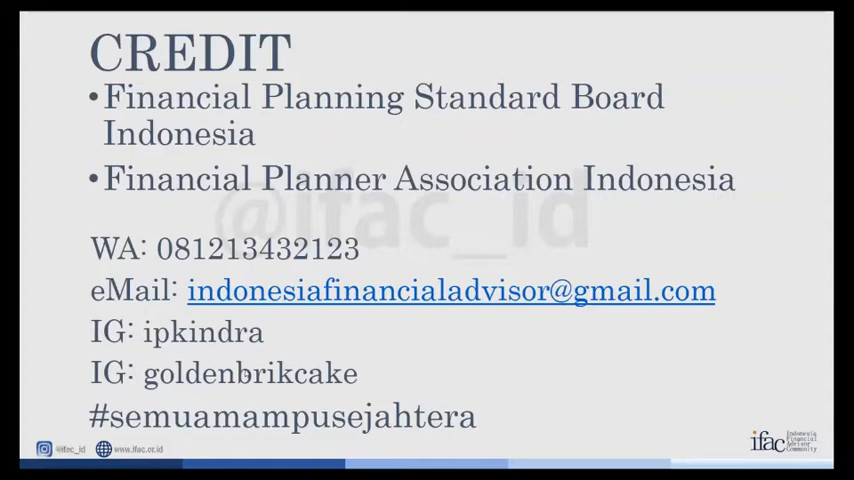 CREDIT
•Financial Planning Standard Board
Indonesia
•Financial Planner Association Indonesia
@ifac_id
WA: 081213432123
eMail: indonesiafinancialadvisor@gmail.com
IG: ipkindra
IG: goldenbrikcake
#semuamampusejahtera
@ifac_id www.ifac.or.id
ifac Indonesia
Financial
Advisor
Community